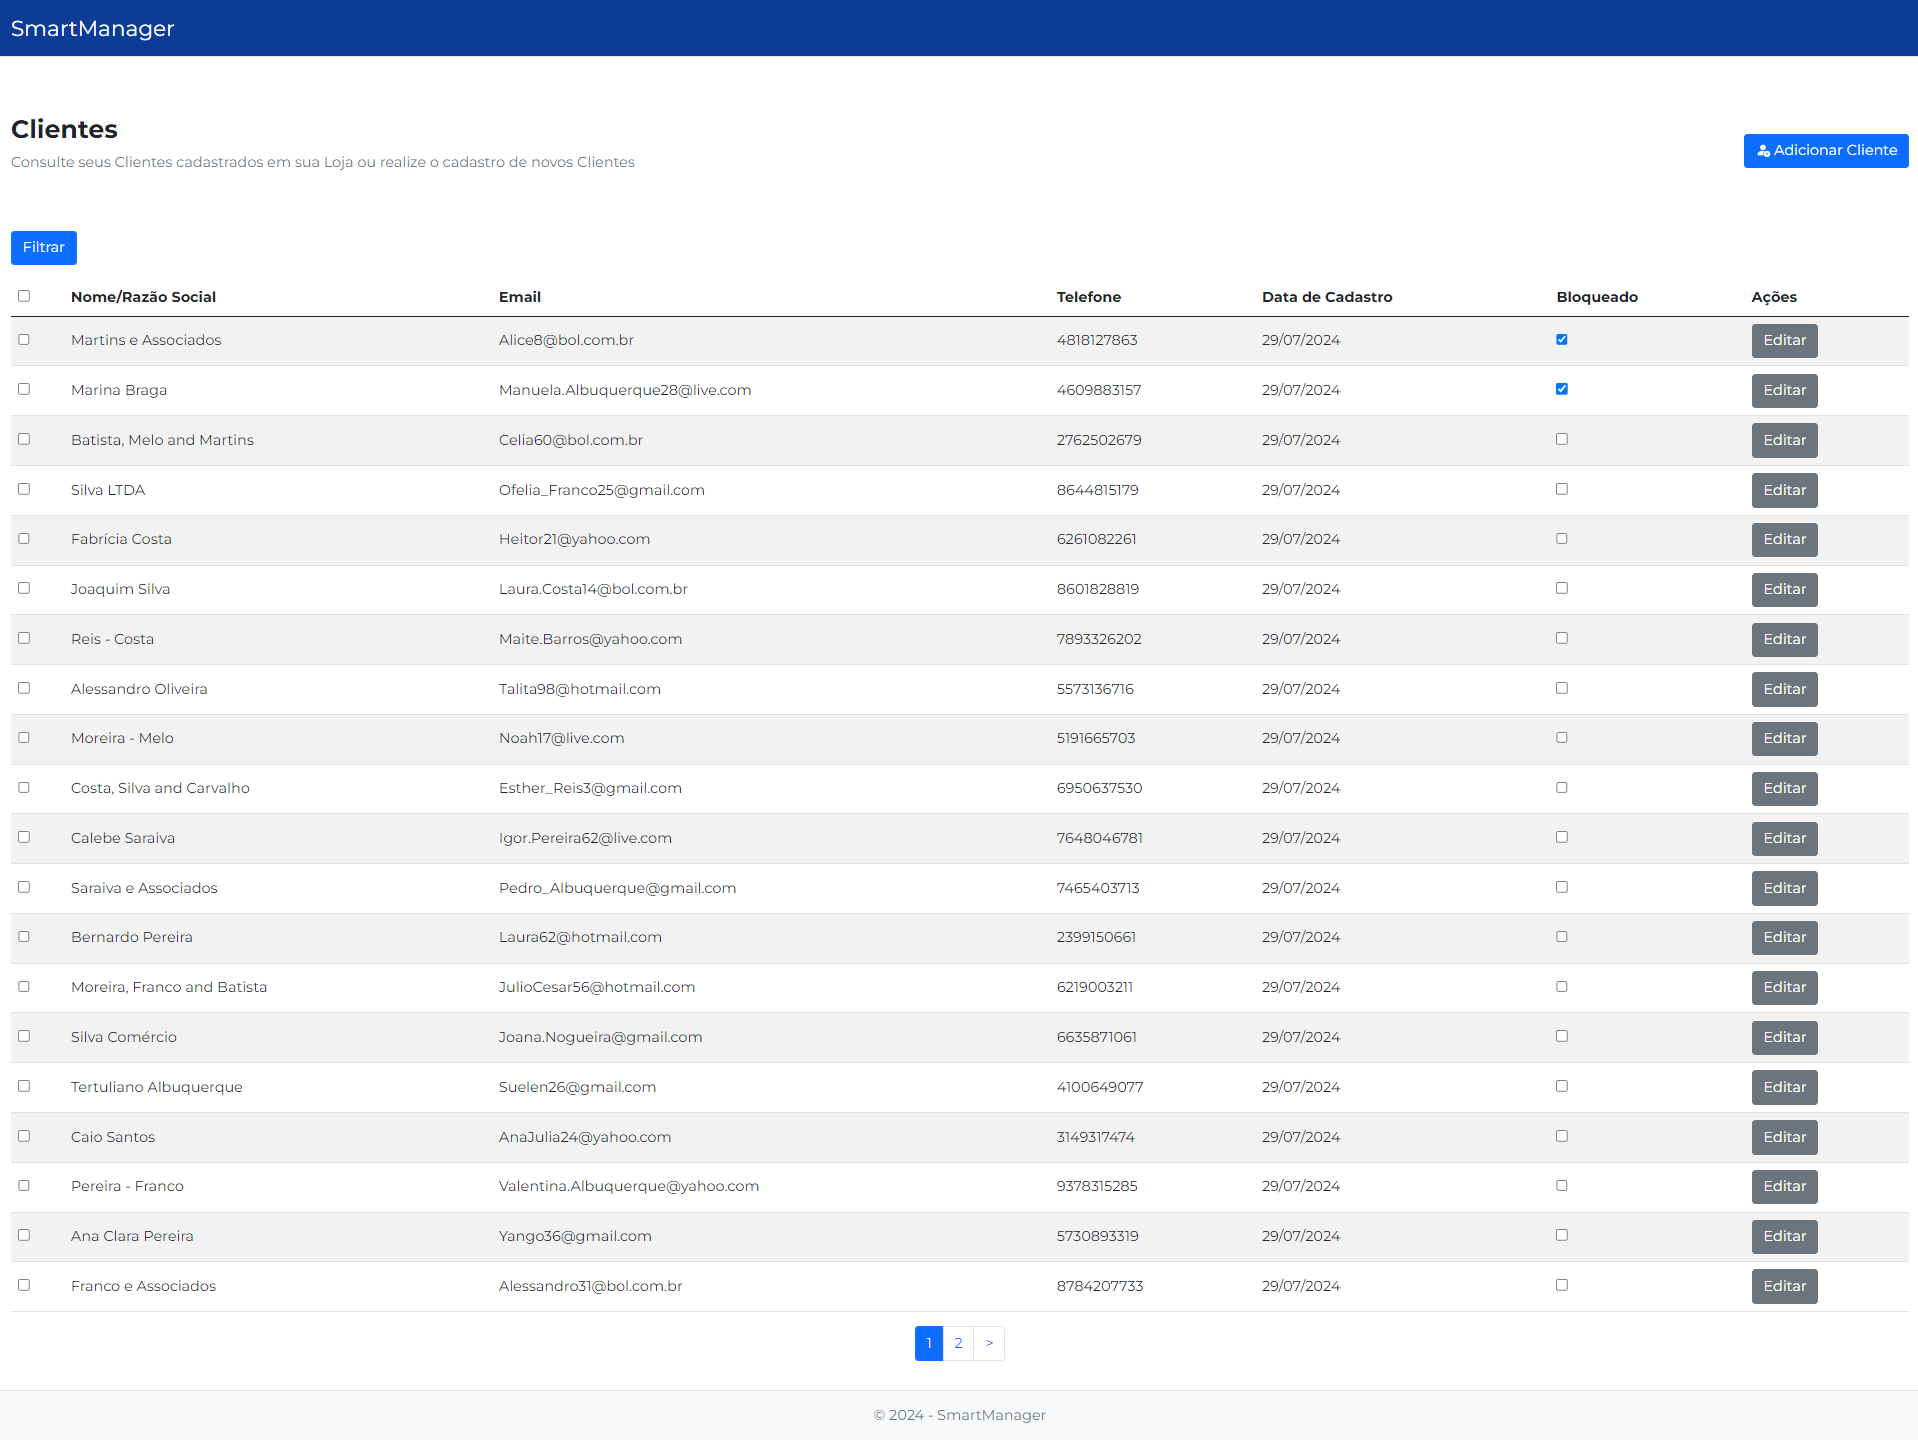 SmartManager
Clientes
Consulte seus Clientes cadastrados em sua Loja ou realize o cadastro de novos Clientes
Adicionar Cliente
Filtrar
Nome/Razão Social Email Telefone Data de Cadastro Bloqueado Ações
Martins e Associados Alice8@bol.com.br 4818127863 29/07/2024 Editar
Marina Braga Manuela.Albuquerque28@live.com 4609883157 29/07/2024 Editar
Batista, Melo and Martins Celia60@bol.com.br 2762502679 29/07/2024 Editar
Silva LTDA Ofelia_Franco25@gmail.com 8644815179 29/07/2024 Editar
Fabrícia Costa Heitor21@yahoo.com 6261082261 29/07/2024 Editar
Joaquim Silva Laura.Costa14@bol.com.br 8601828819 29/07/2024 Editar
Reis - Costa Maite.Barros@yahoo.com 7893326202 29/07/2024 Editar
Alessandro Oliveira Talita98@hotmail.com 5573136716 29/07/2024 Editar
Moreira - Melo Noah17@live.com 5191665703 29/07/2024 Editar
Costa, Silva and Carvalho Esther_Reis3@gmail.com 6950637530 29/07/2024 Editar
Calebe Saraiva Igor.Pereira62@live.com 7648046781 29/07/2024 Editar
Saraiva e Associados Pedro_Albuquerque@gmail.com 7465403713 29/07/2024 Editar
Bernardo Pereira Laura62@hotmail.com 2399150661 29/07/2024 Editar
Moreira, Franco and Batista JulioCesar56@hotmail.com 6219003211 29/07/2024 Editar
Silva Comércio Joana.Nogueira@gmail.com 6635871061 29/07/2024 Editar
Tertuliano Albuquerque Suelen26@gmail.com 4100649077 29/07/2024 Editar
Caio Santos AnaJulia24@yahoo.com 3149317474 29/07/2024 Editar
Pereira - Franco Valentina.Albuquerque@yahoo.com 9378315285 29/07/2024 Editar
Ana Clara Pereira Yango36@gmail.com 5730893319 29/07/2024 Editar
Franco e Associados Alessandro31@bol.com.br 8784207733 29/07/2024 Editar
1 2 >
© 2024 - SmartManager